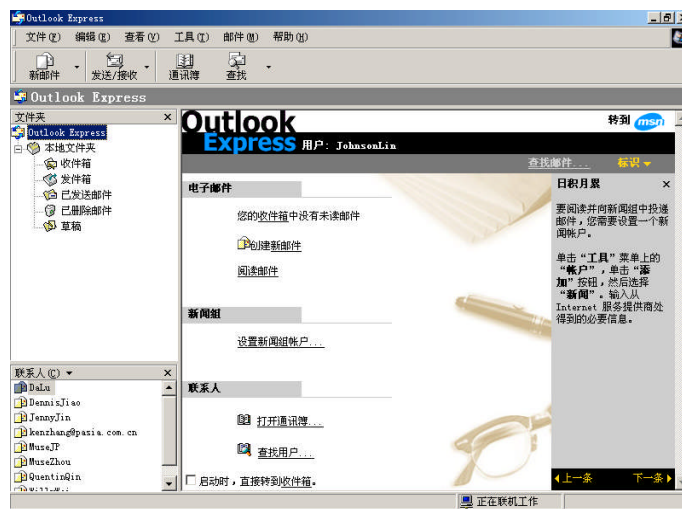 Outlook Express
文件(F) 编辑(E) 查看(V) 工具(T) 邮件(M) 帮助(H)
新邮件 发送/接收 通讯簿 查找
Outlook Express
文件夹 ×
Outlook Express
本地文件夹
收件箱
发件箱
已发送邮件
已删除邮件
草稿
联系人(C) ×
DaLu
DennisJiao
JennyJin
kenzhang@pasia.com.cn
MuseJP
MuseZhou
QuentinQin
Outlook
Express 用户: JohnsonLin
转到 msn
查找邮件... 标识
电子邮件
您的收件箱中没有未读邮件
创建新邮件
阅读邮件
新闻组
设置新闻组帐户...
联系人
打开通讯簿...
查找用户...
启动时，直接转到收件箱。
日积月累 ×
要阅读并向新闻组中投递
邮件，您需要设置一个新
闻帐户。
单击“工具”菜单上的
“帐户”，单击“添
加”按钮，然后选择
“新闻”。输入从
Internet 服务提供商处
得到的必要信息。
上一条 下一条
正在联机工作